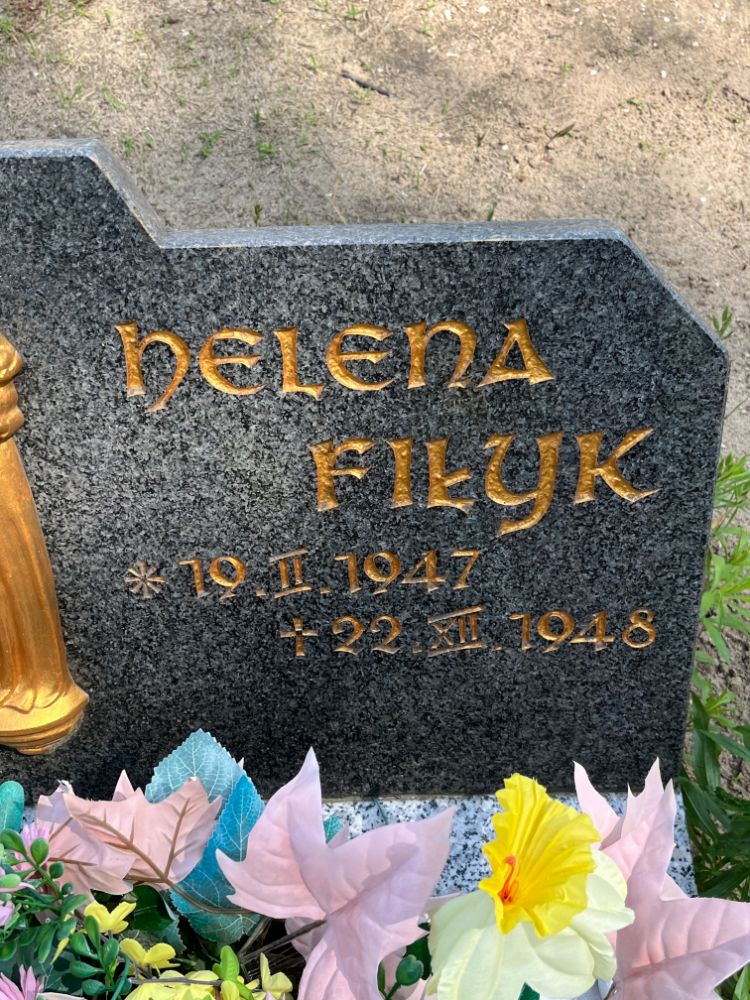 HELENA
FIŁYK
* 19.II.1947
† 22.XII.1948